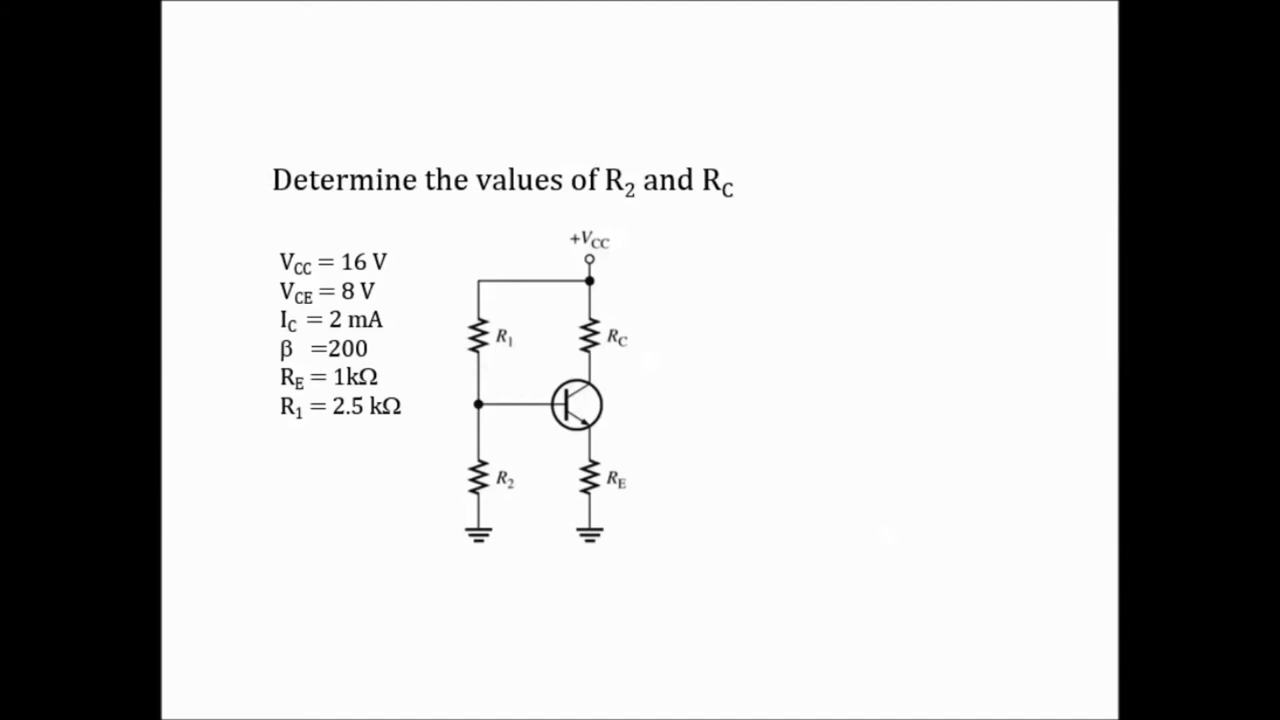 Determine the values of R₂ and R_C
+V_CC
V_CC = 16 V
V_CE = 8 V
I_C = 2 mA
β =200
R_E = 1kΩ
R₁ = 2.5 kΩ
R₁
R_C
R₂
R_E